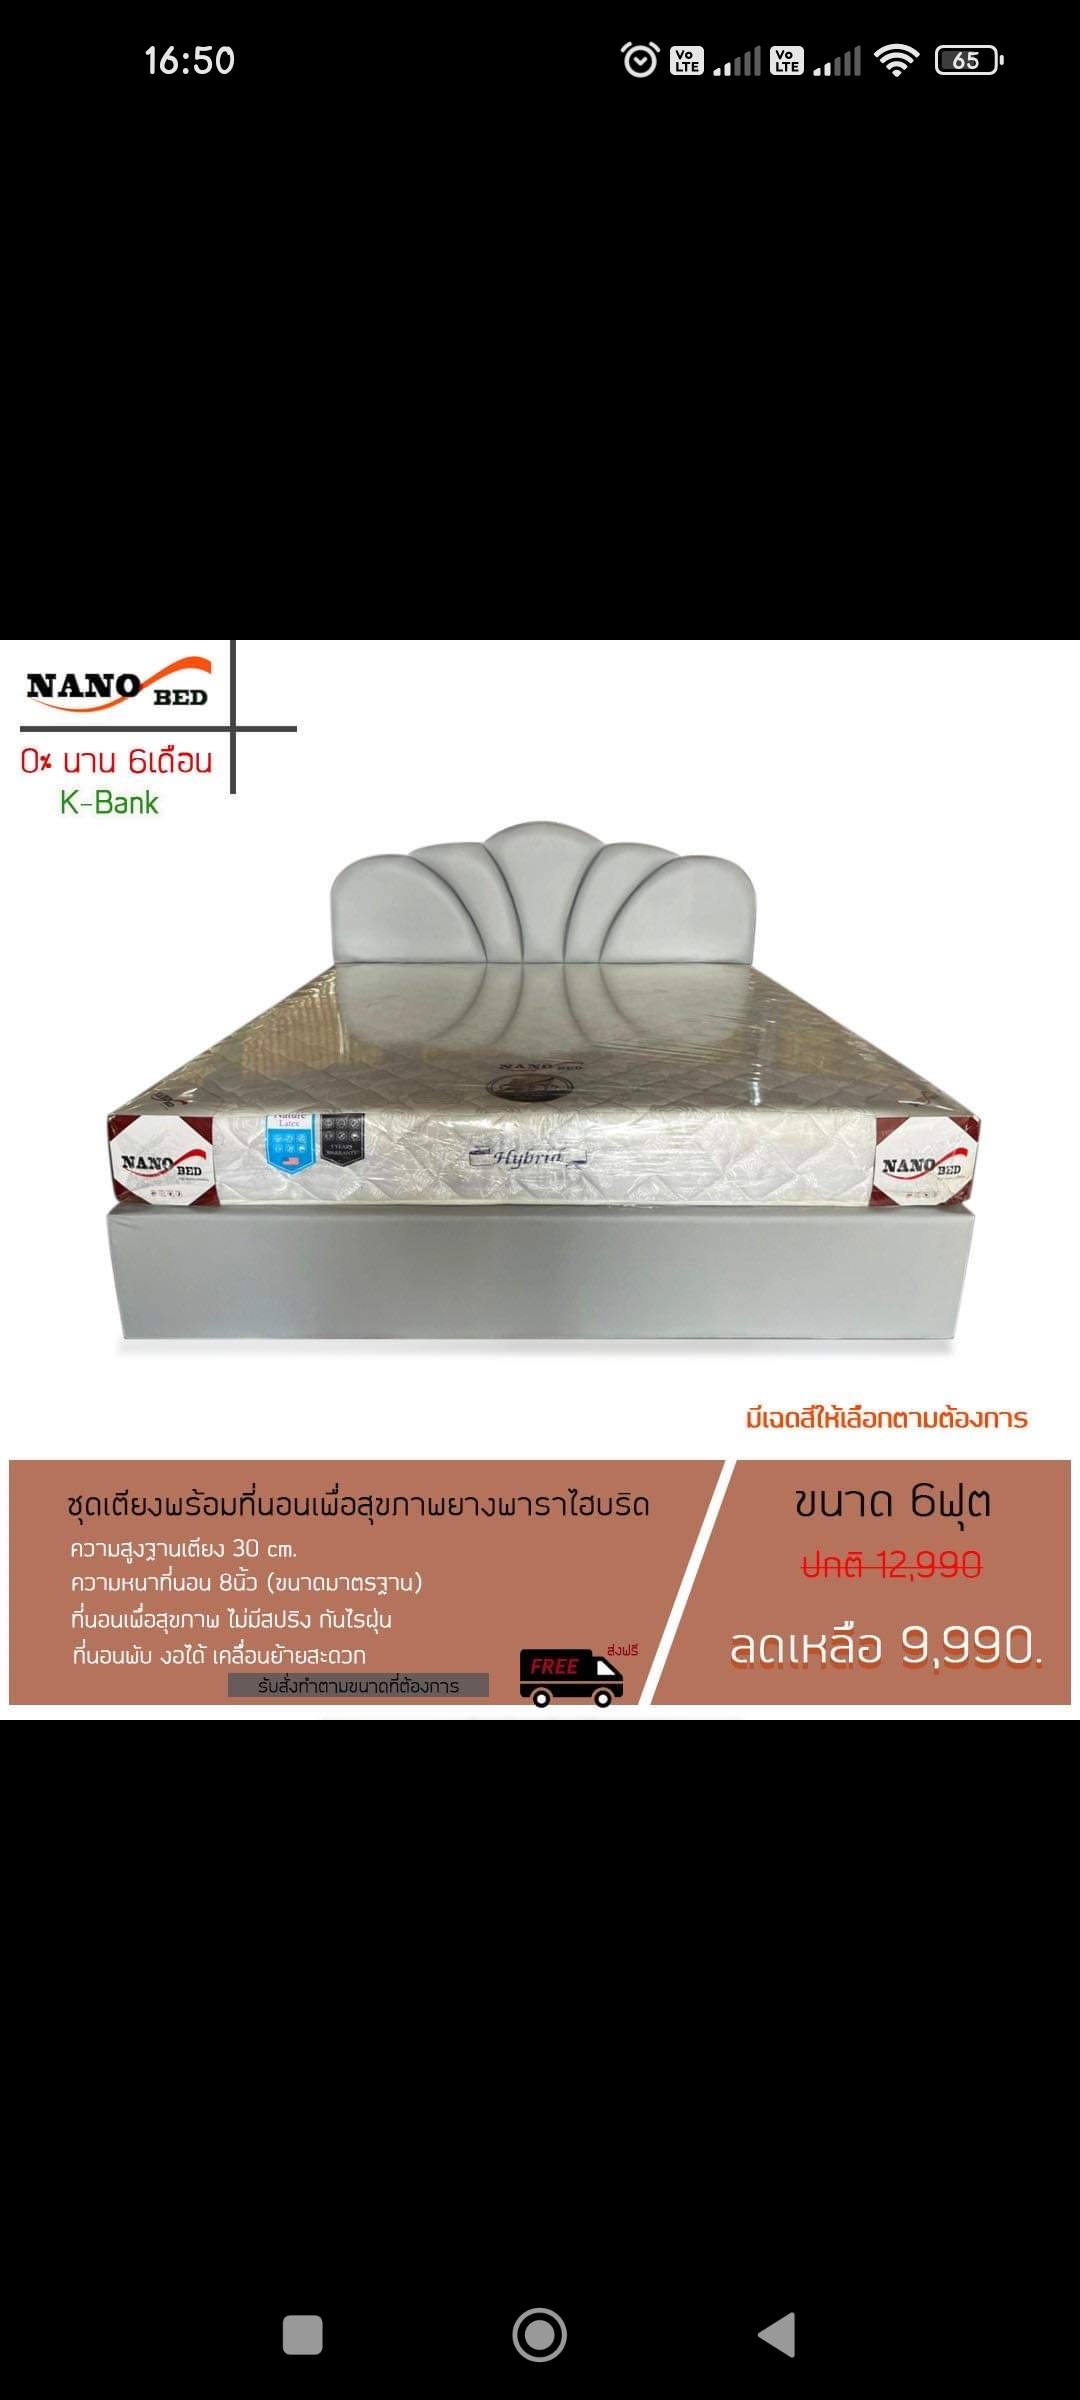 16:50
Vo LTE Vo LTE 65
NANO BED
0% นาน 6เดือน
K-Bank
NANO BED
Nature Latex
Hybrid
NANO BED
NANO BED
มีเฉดสีให้เลือกตามต้องการ
ชุดเตียงพร้อมที่นอนเพื่อสุขภาพยางพาราไฮบริด
ความสูงฐานเตียง 30 cm.
ความหนาที่นอน 8นิ้ว (ขนาดมาตรฐาน)
ที่นอนเพื่อสุขภาพ ไม่มีสปริง กันไรฝุ่น
ที่นอนพับ งอได้ เคลื่อนย้ายสะดวก
รับสั่งทำตามขนาดที่ต้องการ
ส่งฟรี
FREE
ขนาด 6ฟุต
ปกติ 12,990
ลดเหลือ 9,990.